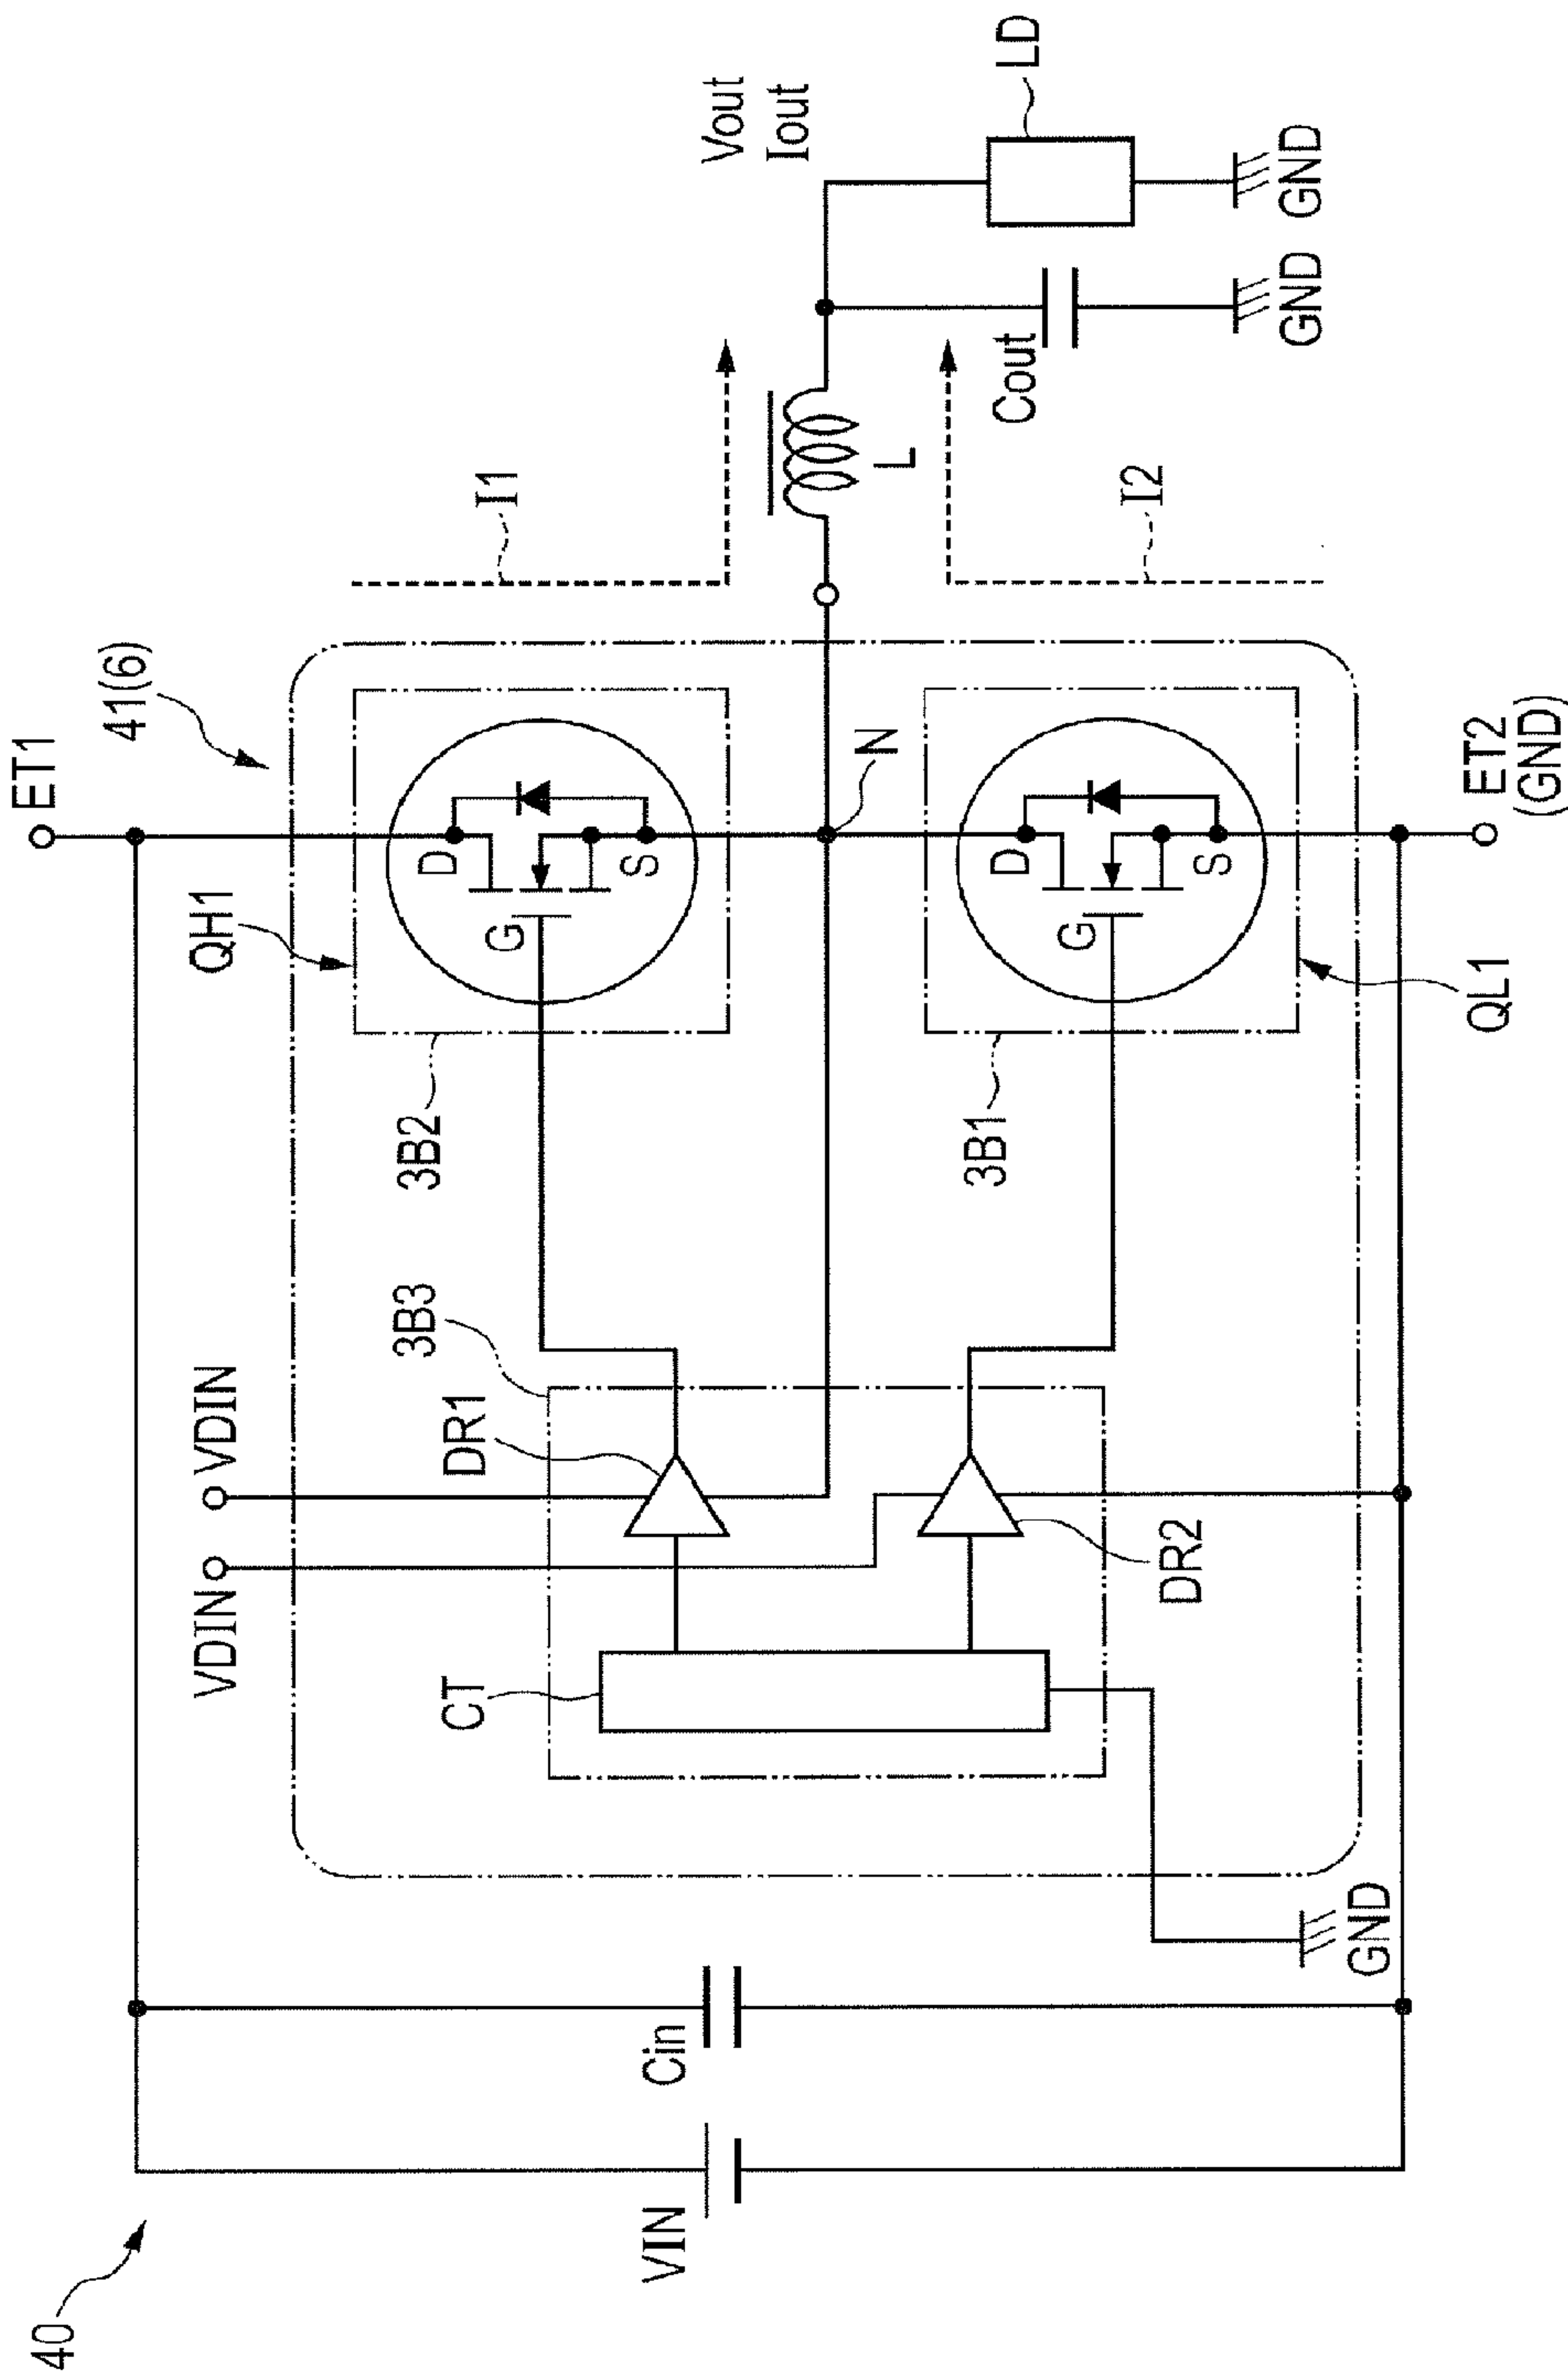 40
ET1
41(6)
VDIN
VDIN
QH1
I1
Vout
Iout
3B3
3B2
D
G
S
DR1
CT
VIN
Cin
N
L
Cout
LD
D
G
S
3B1
DR2
I2
GND
GND
GND
QL1
ET2
(GND)